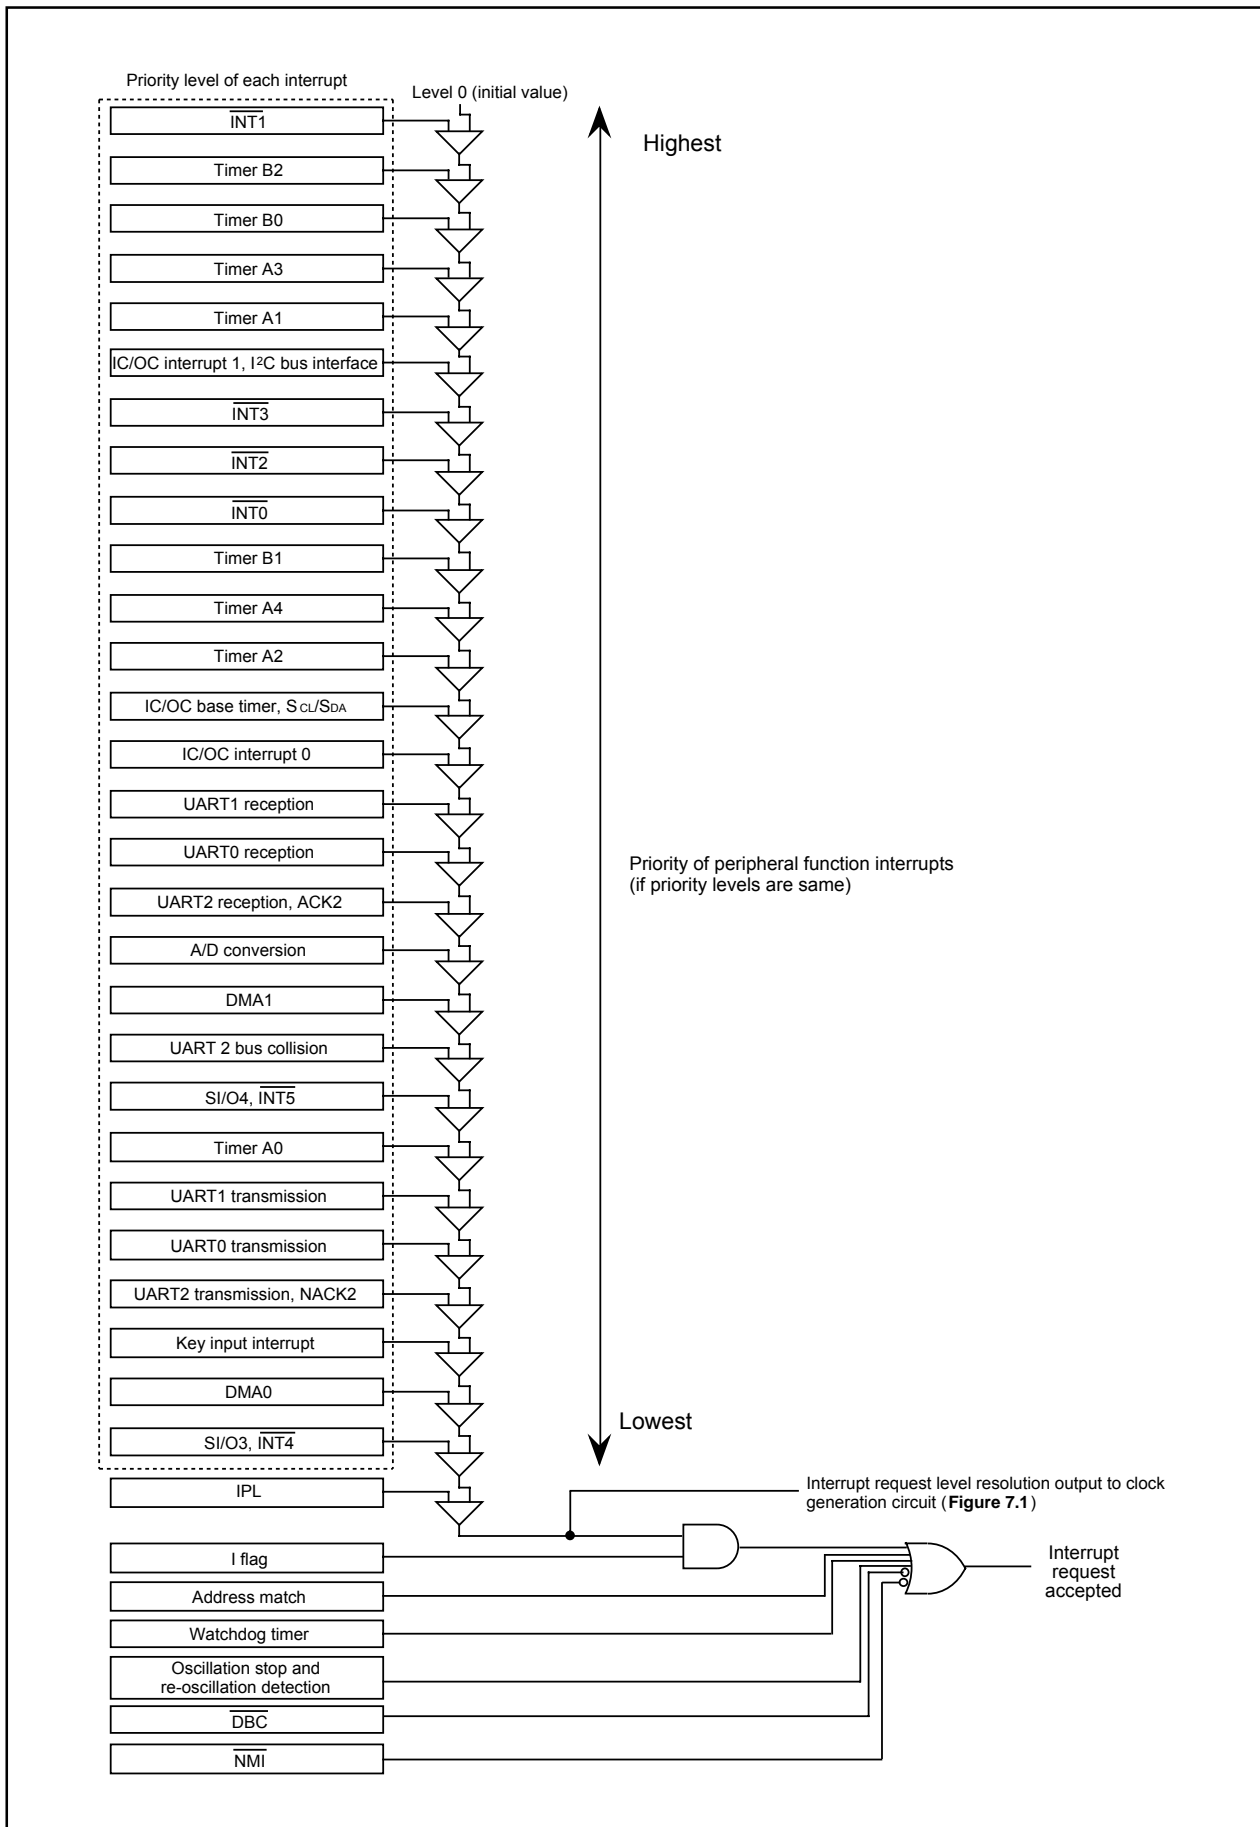 Priority level of each interrupt
Level 0 (initial value)
INT1
Highest
Timer B2
Timer B0
Timer A3
Timer A1
IC/OC interrupt 1, I²C bus interface
INT3
INT2
INT0
Timer B1
Timer A4
Timer A2
IC/OC base timer, SCL/SDA
IC/OC interrupt 0
UART1 reception
UART0 reception
Priority of peripheral function interrupts
(if priority levels are same)
UART2 reception, ACK2
A/D conversion
DMA1
UART 2 bus collision
SI/O4, INT5
Timer A0
UART1 transmission
UART0 transmission
UART2 transmission, NACK2
Key input interrupt
DMA0
Lowest
SI/O3, INT4
IPL
Interrupt request level resolution output to clock
generation circuit (Figure 7.1)
I flag
Interrupt
request
accepted
Address match
Watchdog timer
Oscillation stop and
re-oscillation detection
DBC
NMI